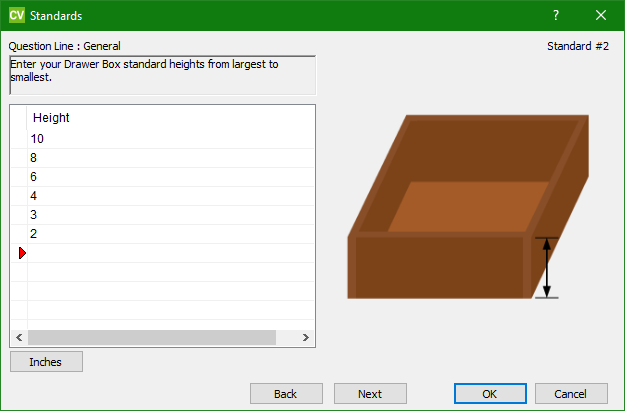 CV Standards
? ×
Question Line : General
Standard #2
Enter your Drawer Box standard heights from largest to
smallest.
Height
10
8
6
4
3
2
Inches
Back
Next
OK
Cancel